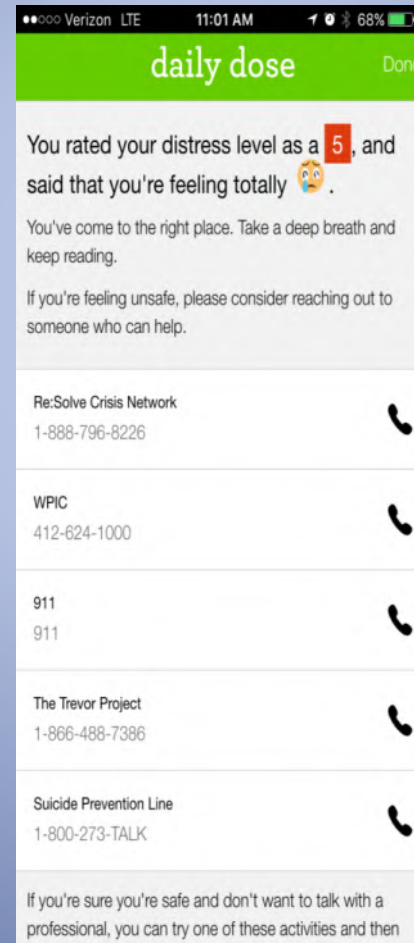 Verizon LTE 11:01 AM 68%
daily dose
You rated your distress level as a 5, and
said that you're feeling totally 😢.
You've come to the right place. Take a deep breath and
keep reading.
If you're feeling unsafe, please consider reaching out to
someone who can help.
Re:Solve Crisis Network
1-888-796-8226
WPIC
412-624-1000
911
911
The Trevor Project
1-866-488-7386
Suicide Prevention Line
1-800-273-TALK
If you're sure you're safe and don't want to talk with a
professional, you can try one of these activities and then